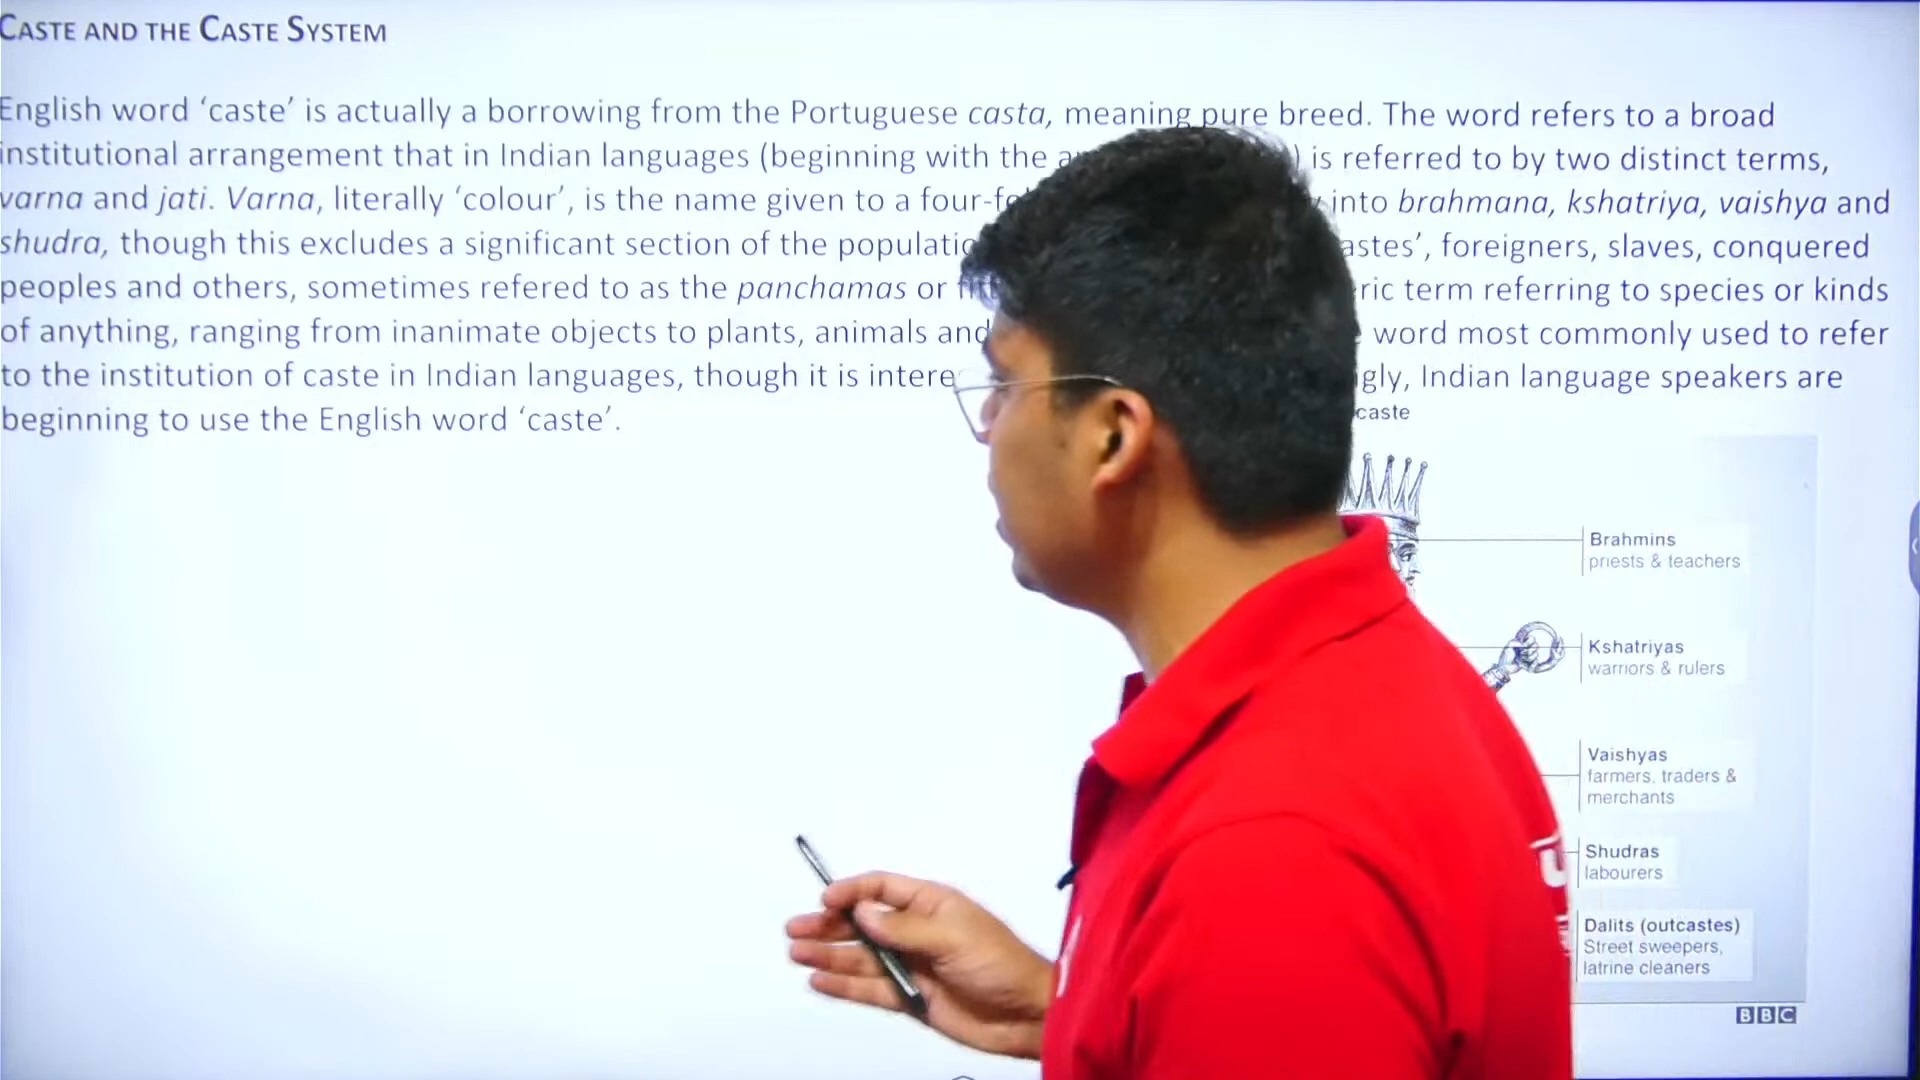 CASTE AND THE CASTE SYSTEM
English word ‘caste’ is actually a borrowing from the Portuguese casta, meaning pure breed. The word refers to a broad
institutional arrangement that in Indian languages (beginning with the ) is referred to by two distinct terms,
varna and jati. Varna, literally ‘colour’, is the name given to a into brahmana, kshatriya, vaishya and
shudra, though this excludes a significant section of the foreigners, slaves, conquered
peoples and others, sometimes refered to as the panchamas or term referring to species or kinds
of anything, ranging from inanimate objects to plants, animals and word most commonly used to refer
to the institution of caste in Indian languages, though it is Indian language speakers are
beginning to use the English word ‘caste’.
caste
Brahmins
priests & teachers
Kshatriyas
warriors & rulers
Vaishyas
farmers, traders &
merchants
Shudras
labourers
Dalits (outcastes)
Street sweepers,
latrine cleaners
BBC